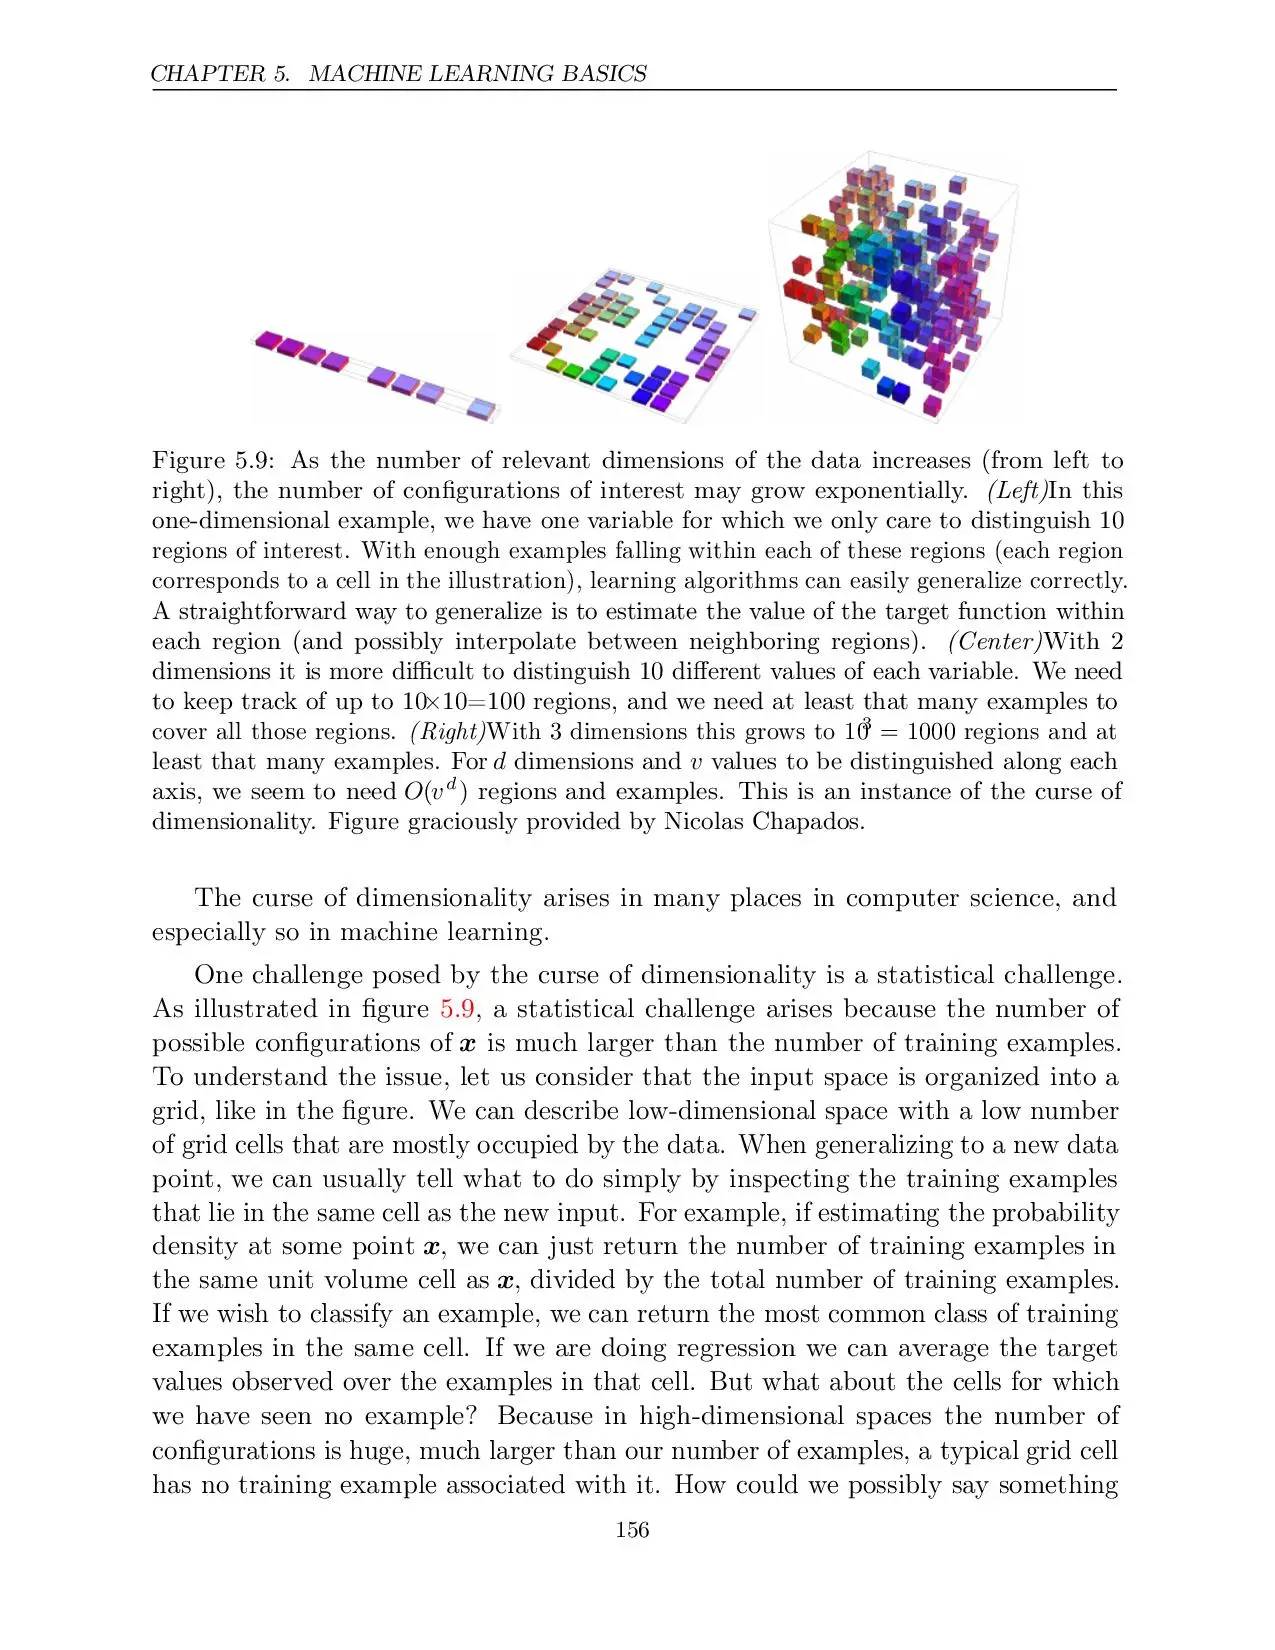 CHAPTER 5. MACHINE LEARNING BASICS
Figure 5.9: As the number of relevant dimensions of the data increases (from left to
right), the number of configurations of interest may grow exponentially. (Left)In this
one-dimensional example, we have one variable for which we only care to distinguish 10
regions of interest. With enough examples falling within each of these regions (each region
corresponds to a cell in the illustration), learning algorithms can easily generalize correctly.
A straightforward way to generalize is to estimate the value of the target function within
each region (and possibly interpolate between neighboring regions). (Center)With 2
dimensions it is more difficult to distinguish 10 different values of each variable. We need
to keep track of up to 10×10=100 regions, and we need at least that many examples to
cover all those regions. (Right)With 3 dimensions this grows to 10³ = 1000 regions and at
least that many examples. For d dimensions and v values to be distinguished along each
axis, we seem to need O(vᵈ) regions and examples. This is an instance of the curse of
dimensionality. Figure graciously provided by Nicolas Chapados.
The curse of dimensionality arises in many places in computer science, and
especially so in machine learning.
One challenge posed by the curse of dimensionality is a statistical challenge.
As illustrated in figure 5.9, a statistical challenge arises because the number of
possible configurations of x is much larger than the number of training examples.
To understand the issue, let us consider that the input space is organized into a
grid, like in the figure. We can describe low-dimensional space with a low number
of grid cells that are mostly occupied by the data. When generalizing to a new data
point, we can usually tell what to do simply by inspecting the training examples
that lie in the same cell as the new input. For example, if estimating the probability
density at some point x, we can just return the number of training examples in
the same unit volume cell as x, divided by the total number of training examples.
If we wish to classify an example, we can return the most common class of training
examples in the same cell. If we are doing regression we can average the target
values observed over the examples in that cell. But what about the cells for which
we have seen no example? Because in high-dimensional spaces the number of
configurations is huge, much larger than our number of examples, a typical grid cell
has no training example associated with it. How could we possibly say something
156